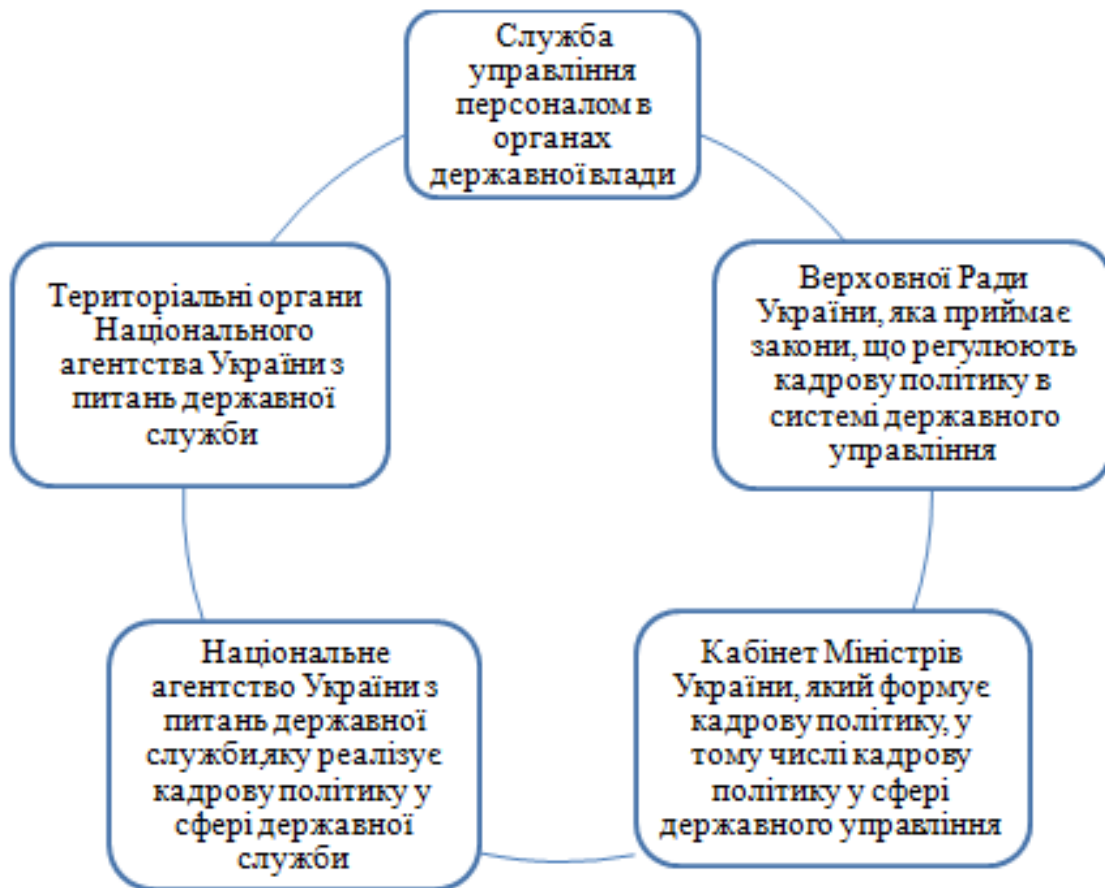 Служба
управління
персоналом в
органах
державної влади
Верховної Ради
України, яка приймає
закони, що регулюють
кадрову політику в
системі державного
управління
Кабінет Міністрів
України, який формує
кадрову політику, у
тому числі кадрову
політику у сфері
державного управління
Національне
агентство України з
питань державної
служби,яку реалізує
кадрову політику у
сфері державної
служби
Територіальні органи
Національного
агентства України з
питань державної
служби